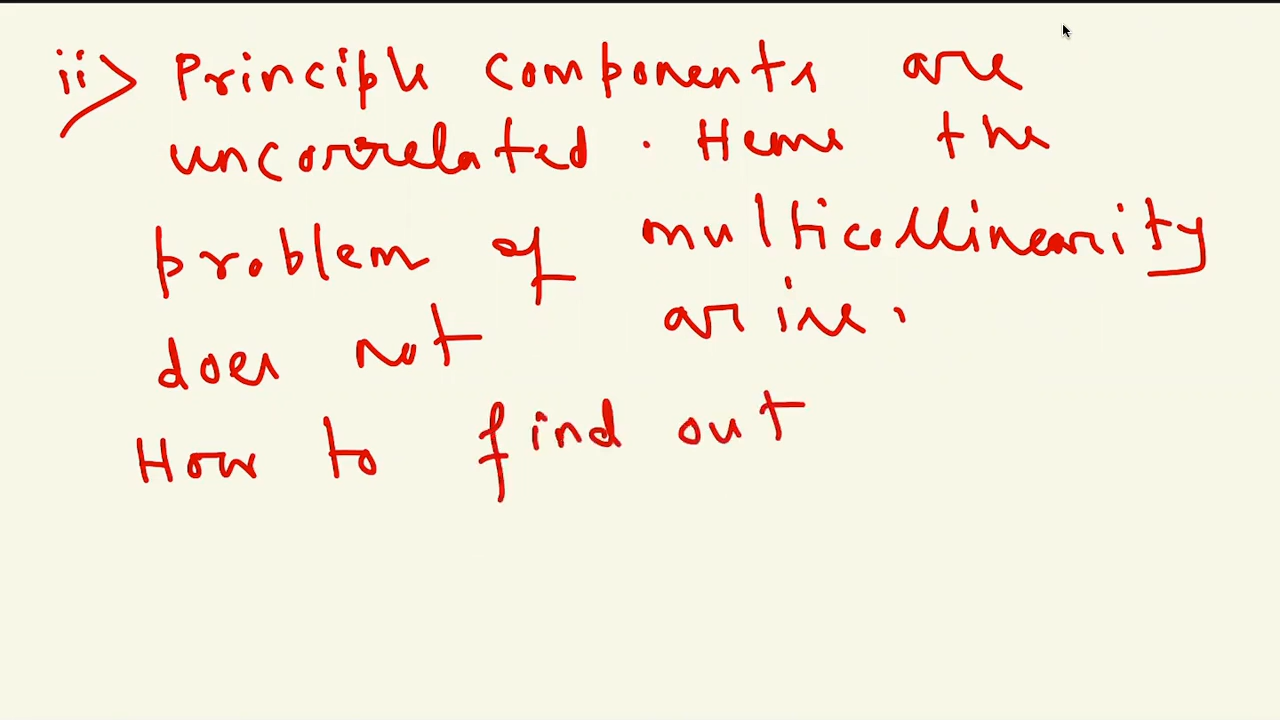 ii> Principle components are
uncorrelated. Hence the
problem of multicollinearity
does not arise.
How to find out